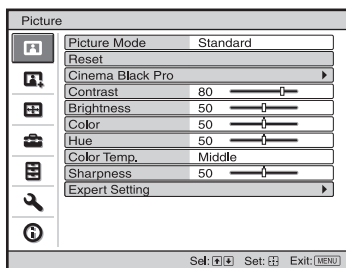 Picture
Picture Mode Standard
Reset
Cinema Black Pro
Contrast 80
Brightness 50
Color 50
Hue 50
Color Temp. Middle
Sharpness 50
Expert Setting
Sel: Set: Exit: MENU